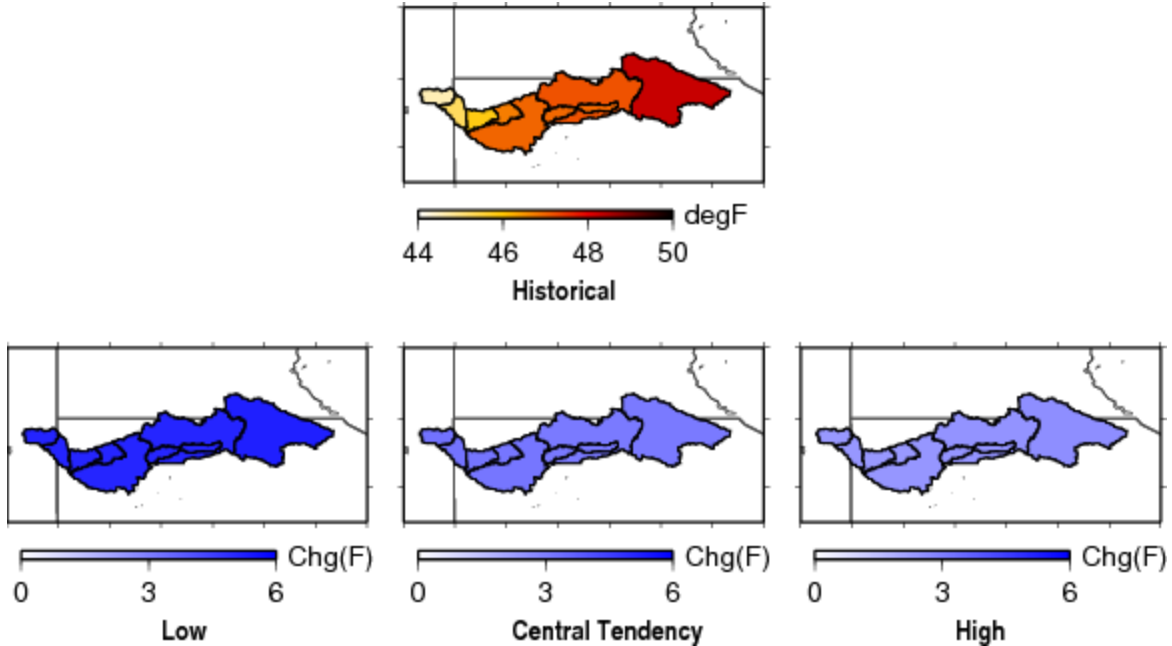 degF
44 46 48 50
Historical
Chg(F) Chg(F) Chg(F)
0 3 6 0 3 6 0 3 6
Low Central Tendency High